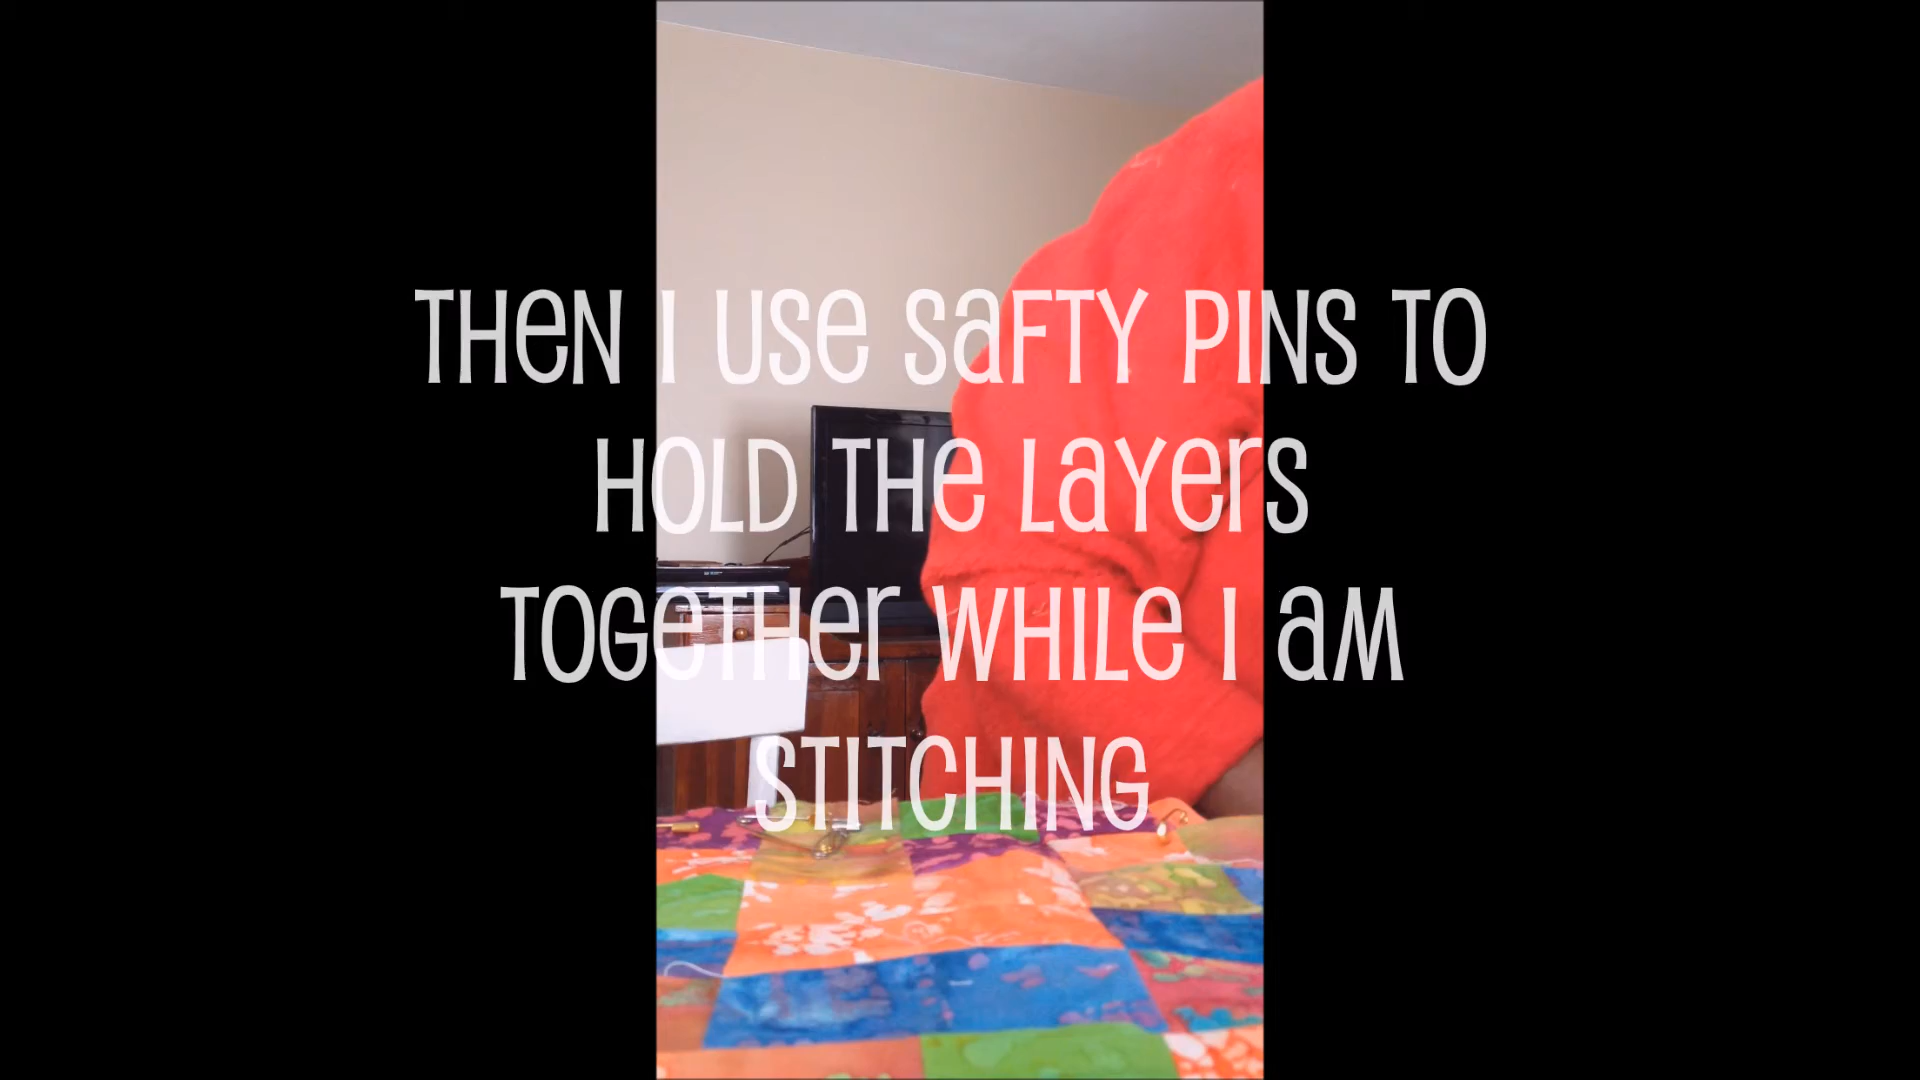 THeN I USe SaFTY PINS TO
HOLD THe LaYerS
TOGeTHer WHILe I aM
STITCHING